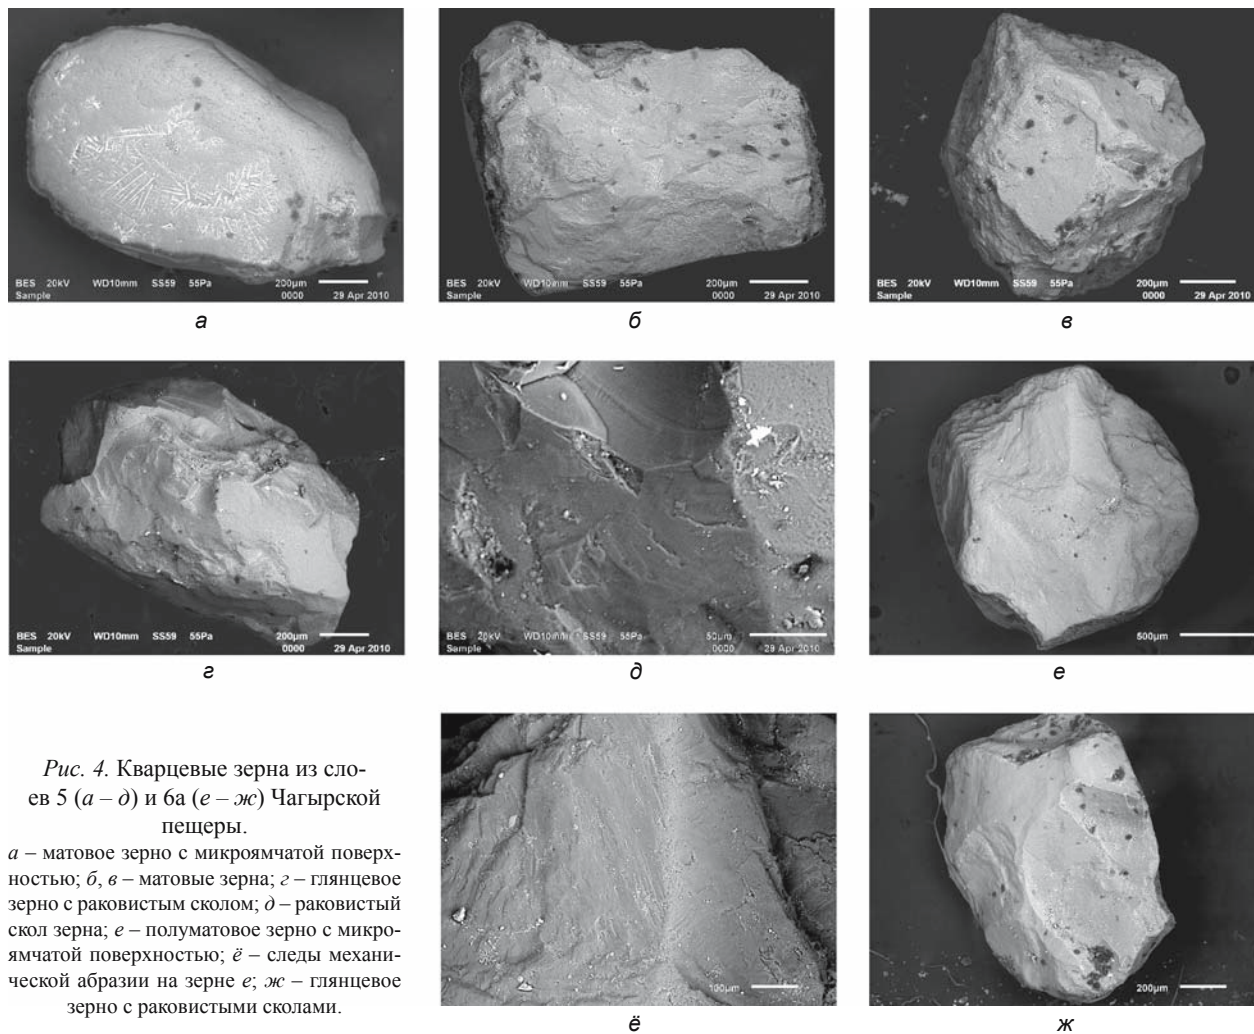 BES 20kV WD10mm SS59 55Pa 200µm
Sample 0000 29 Apr 2010
а
BES 20kV WD10mm SS59 55Pa 200µm
Sample 0000 29 Apr 2010
б
BES 20kV WD10mm SS59 55Pa 200µm
Sample 0000 29 Apr 2010
в
BES 20kV WD10mm SS59 55Pa 200µm
Sample 0000 29 Apr 2010
г
BES 20kV WD10mm SS59 55Pa 50µm
Sample 0000 29 Apr 2010
д
500µm
е
Рис. 4. Кварцевые зерна из сло-
ев 5 (а – д) и 6а (е – ж) Чагырской
пещеры.
а – матовое зерно с микроямчатой поверх-
ностью; б, в – матовые зерна; г – глянцевое
зерно с раковистым сколом; д – раковистый
скол зерна; е – полуматовое зерно с микро-
ямчатой поверхностью; ё – следы механи-
ческой абразии на зерне е; ж – глянцевое
зерно с раковистыми сколами.
100µm
ё
200µm
ж